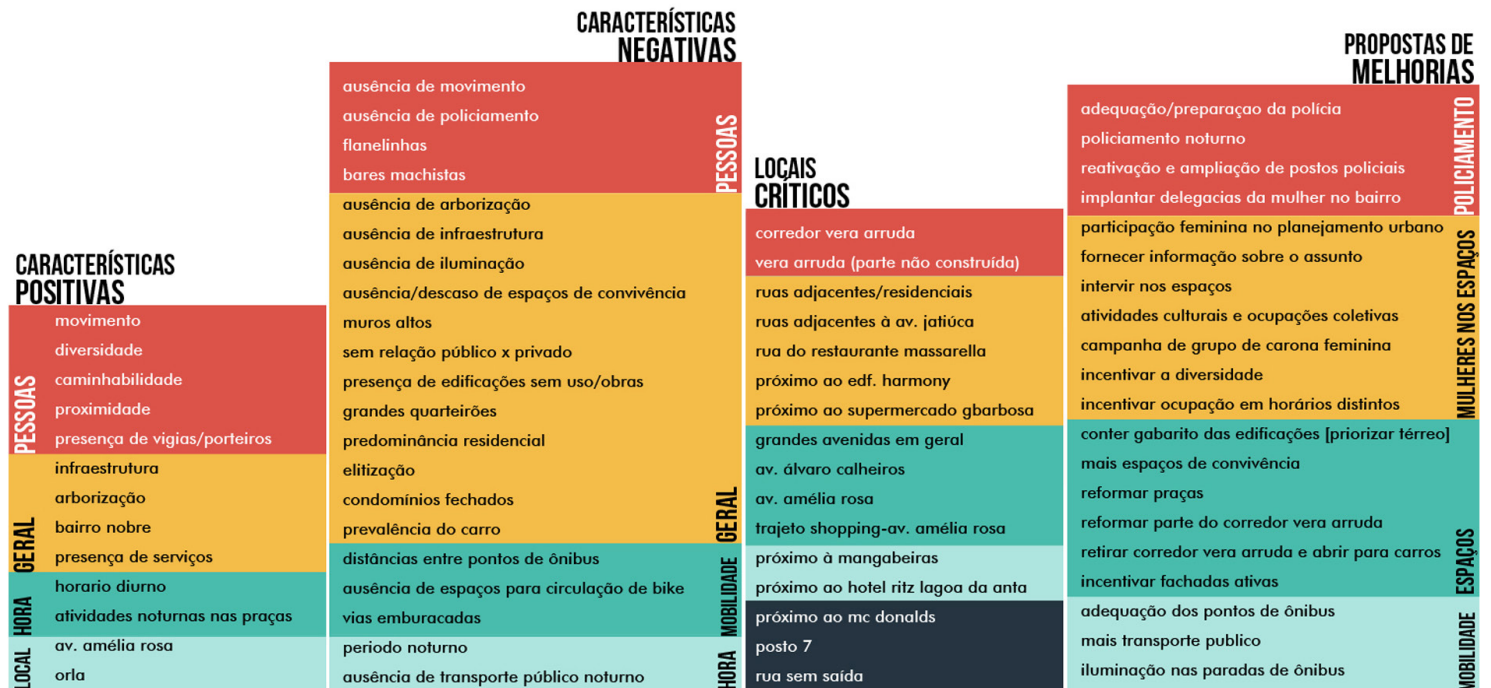 CARACTERÍSTICAS
POSITIVAS
PESSOAS
movimento
diversidade
caminhabilidade
proximidade
presença de vigias/porteiros
GERAL
infraestrutura
arborização
bairro nobre
presença de serviços
HORA
horario diurno
atividades noturnas nas praças
LOCAL
av. amélia rosa
orla
CARACTERÍSTICAS
NEGATIVAS
PESSOAS
ausência de movimento
ausência de policiamento
flanelinhas
bares machistas
GERAL
ausência de arborização
ausência de infraestrutura
ausência de iluminação
ausência/descaso de espaços de convivência
muros altos
sem relação público x privado
presença de edificações sem uso/obras
grandes quarteirões
predominância residencial
elitização
condomínios fechados
prevalência do carro
MOBILIDADE
distâncias entre pontos de ônibus
ausência de espaços para circulação de bike
vias emburacadas
HORA
periodo noturno
ausência de transporte público noturno
LOCAIS
CRÍTICOS
corredor vera arruda
vera arruda (parte não construída)
ruas adjacentes/residenciais
ruas adjacentes à av. jatiúca
rua do restaurante massarella
próximo ao edf. harmony
próximo ao supermercado gbarbosa
grandes avenidas em geral
av. álvaro calheiros
av. amélia rosa
trajeto shopping-av. amélia rosa
próximo à mangabeiras
próximo ao hotel ritz lagoa da anta
próximo ao mc donalds
posto 7
rua sem saída
PROPOSTAS DE
MELHORIAS
POLICIAMENTO
adequação/preparaçao da polícia
policiamento noturno
reativação e ampliação de postos policiais
implantar delegacias da mulher no bairro
MULHERES NOS ESPAÇOS
participação feminina no planejamento urbano
fornecer informação sobre o assunto
intervir nos espaços
atividades culturais e ocupações coletivas
campanha de grupo de carona feminina
incentivar a diversidade
incentivar ocupação em horários distintos
ESPAÇOS
conter gabarito das edificações [priorizar térreo]
mais espaços de convivência
reformar praças
reformar parte do corredor vera arruda
retirar corredor vera arruda e abrir para carros
incentivar fachadas ativas
MOBILIDADE
adequação dos pontos de ônibus
mais transporte publico
iluminação nas paradas de ônibus